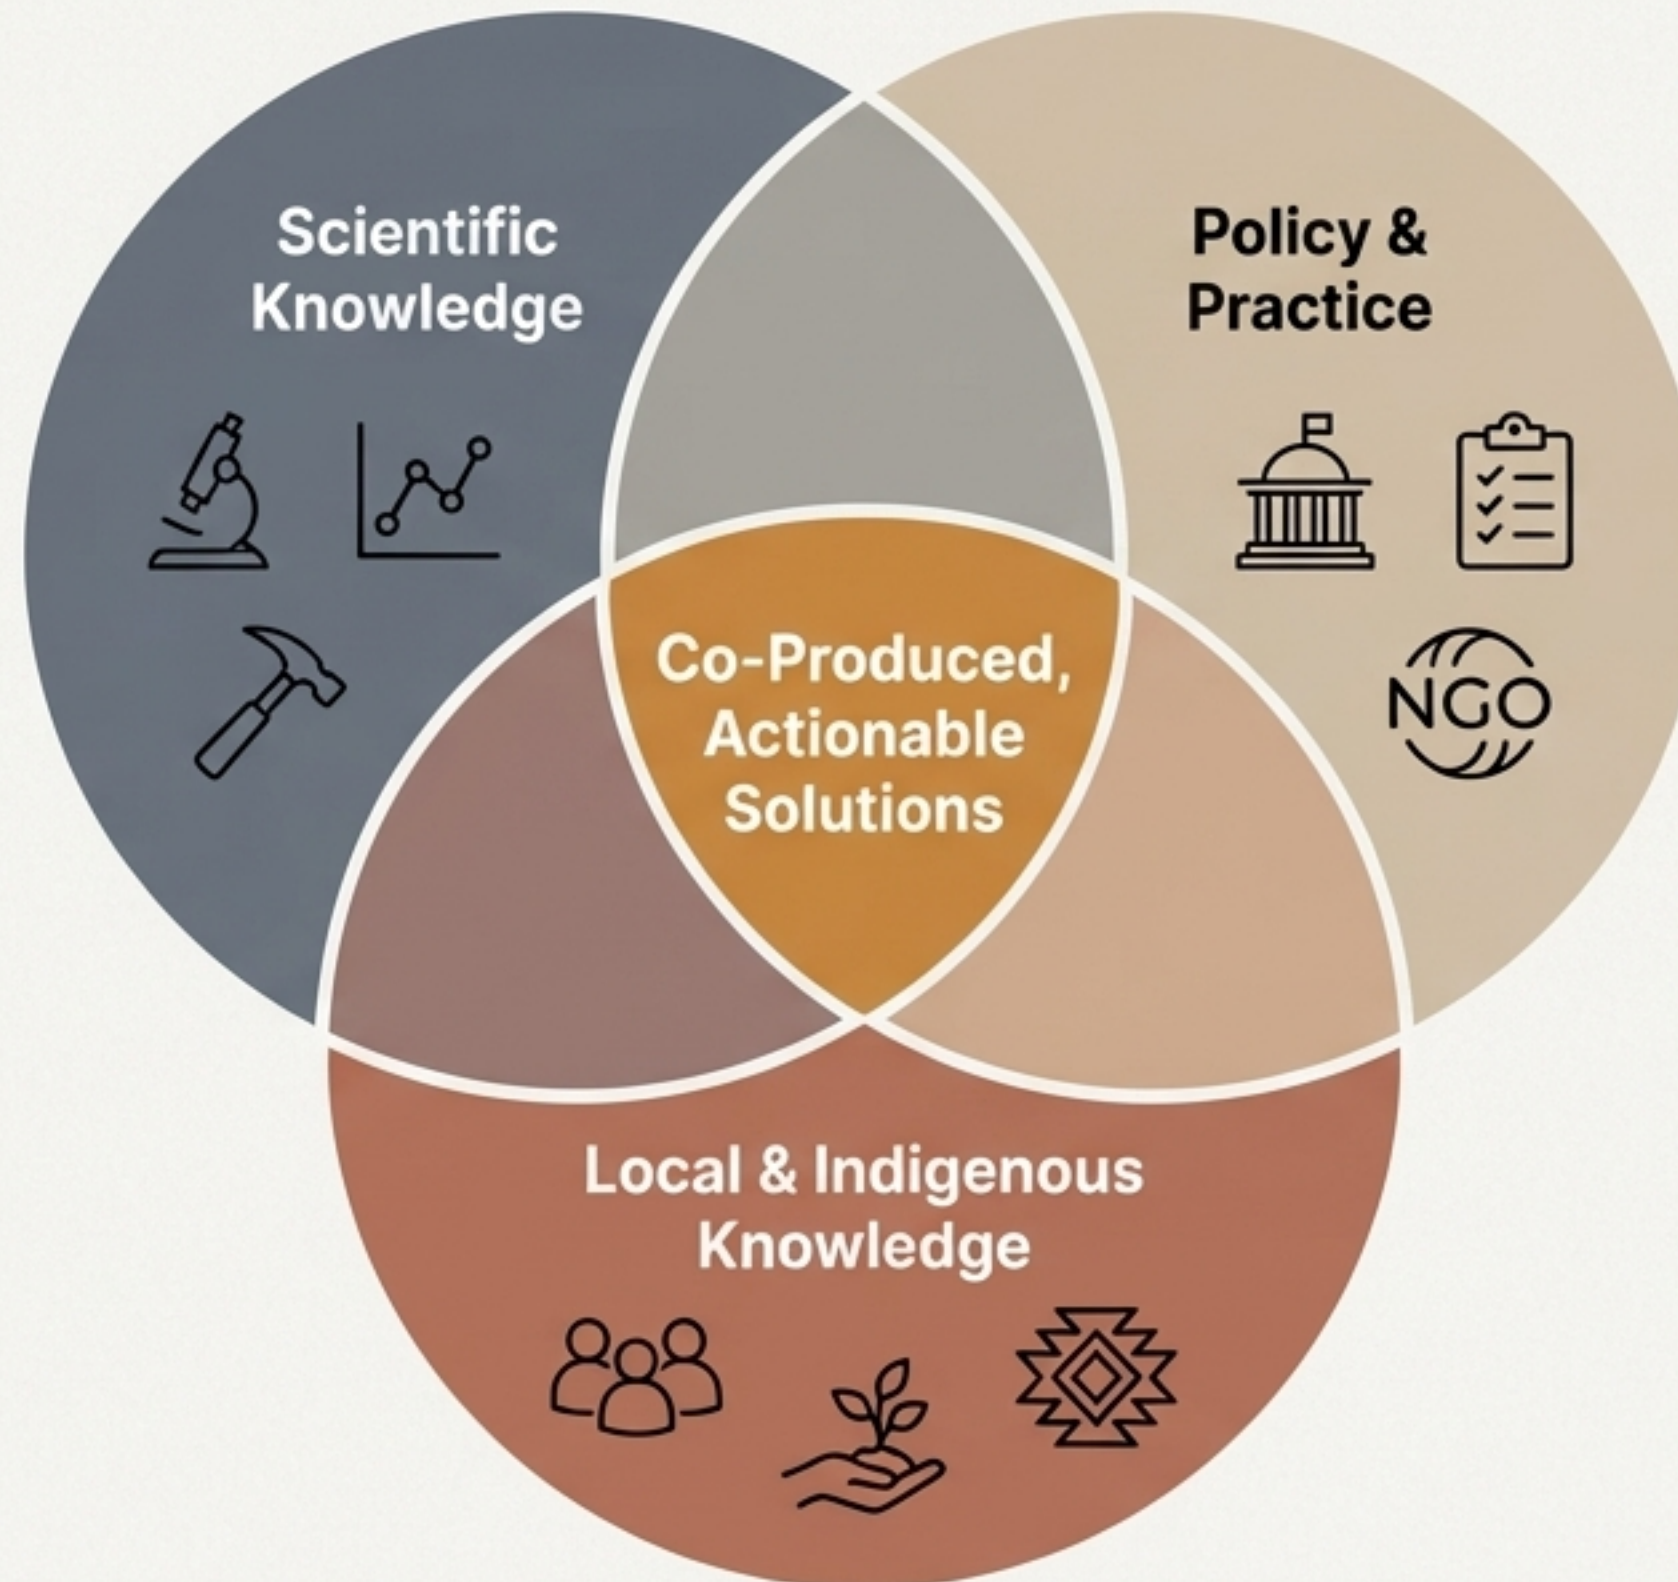 Scientific
Knowledge
Policy &
Practice
NGO
Co-Produced,
Actionable
Solutions
Local & Indigenous
Knowledge